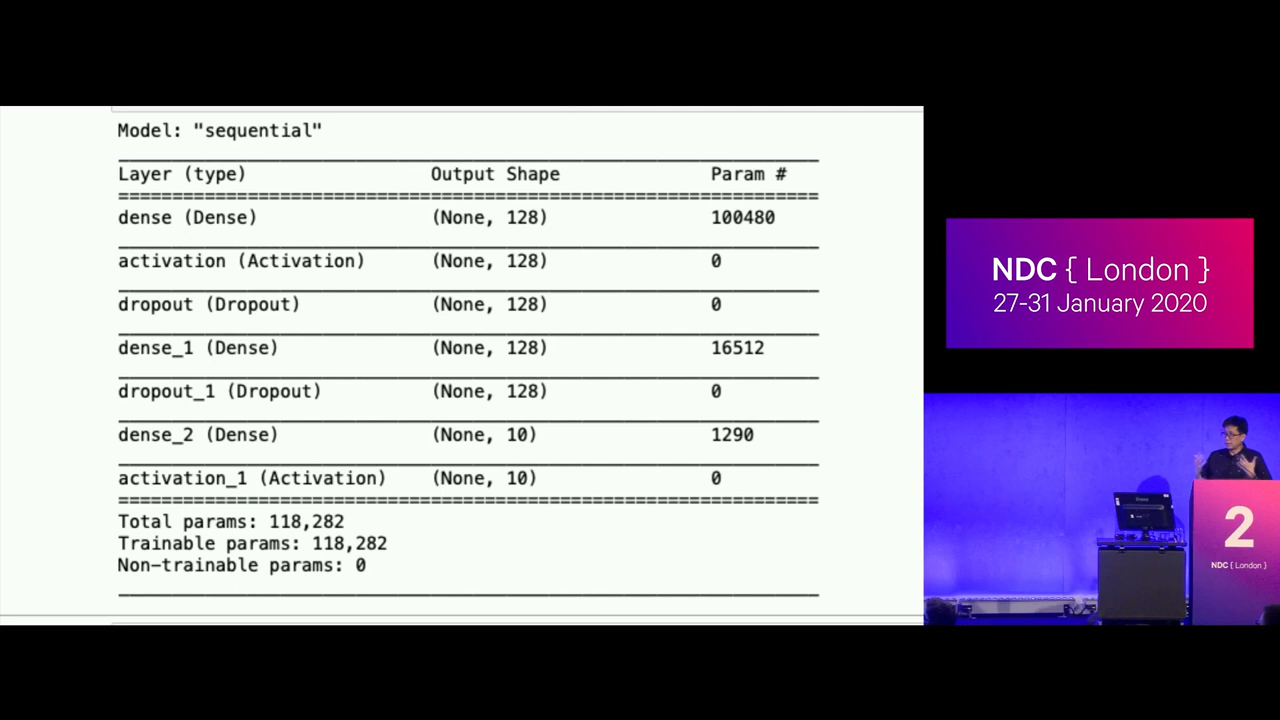 Model: "sequential"
Layer (type) Output Shape Param #
dense (Dense) (None, 128) 100480
activation (Activation) (None, 128) 0
dropout (Dropout) (None, 128) 0
dense_1 (Dense) (None, 128) 16512
dropout_1 (Dropout) (None, 128) 0
dense_2 (Dense) (None, 10) 1290
activation_1 (Activation) (None, 10) 0
Total params: 118,282
Trainable params: 118,282
Non-trainable params: 0
NDC { London }
27-31 January 2020
2
NDC { London }